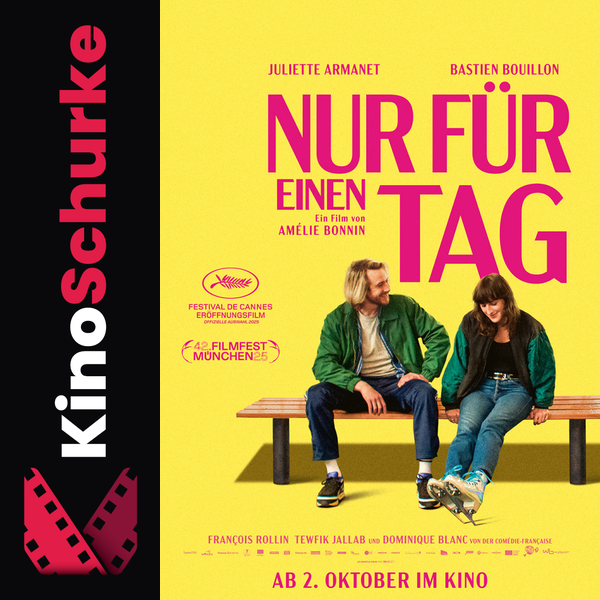 KinoSchurke
JULIETTE ARMANET BASTIEN BOUILLON
NUR FÜR
EINEN TAG
Ein Film von
AMÉLIE BONNIN
FESTIVAL DE CANNES
ERÖFFNUNGSFILM
OFFIZIELLE AUSWAHL 2025
42.FILMFEST
MÜNCHEN25
FRANÇOIS ROLLIN TEWFIK JALLAB UND DOMINIQUE BLANC VON DER COMÉDIE-FRANÇAISE
AB 2. OKTOBER IM KINO